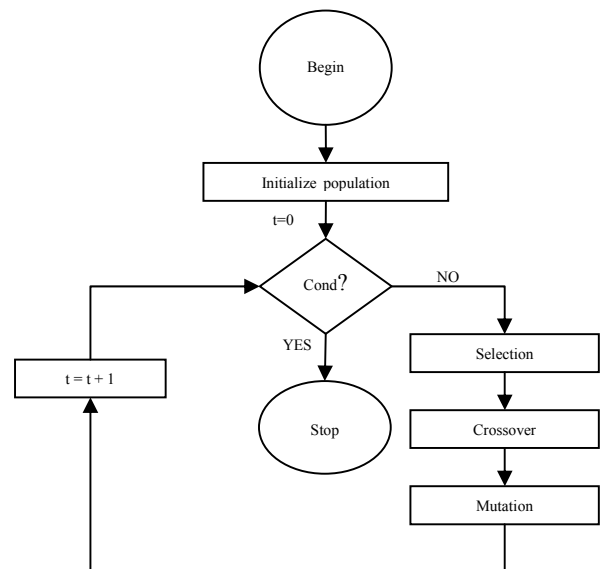 Begin
Initialize population
t=0
Cond?
NO
YES
Selection
t = t + 1
Stop
Crossover
Mutation